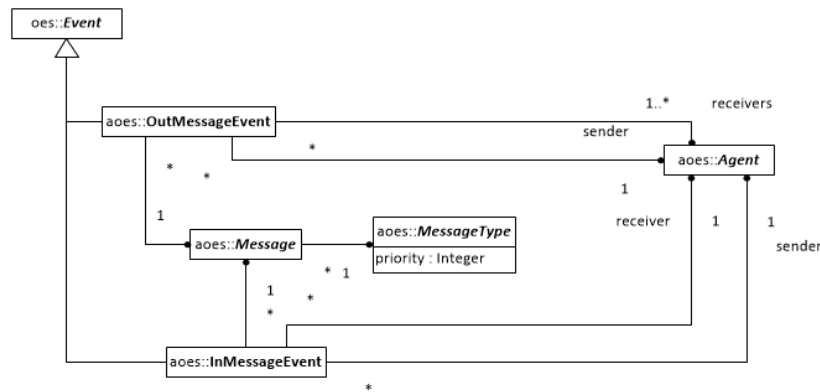 oes::Event
1..* receivers
aoes::OutMessageEvent
sender
*
aoes::Agent
*
*
1
1
receiver 1 1
aoes::MessageType
aoes::Message
sender
priority : Integer
* 1
1
*
*
aoes::InMessageEvent
*